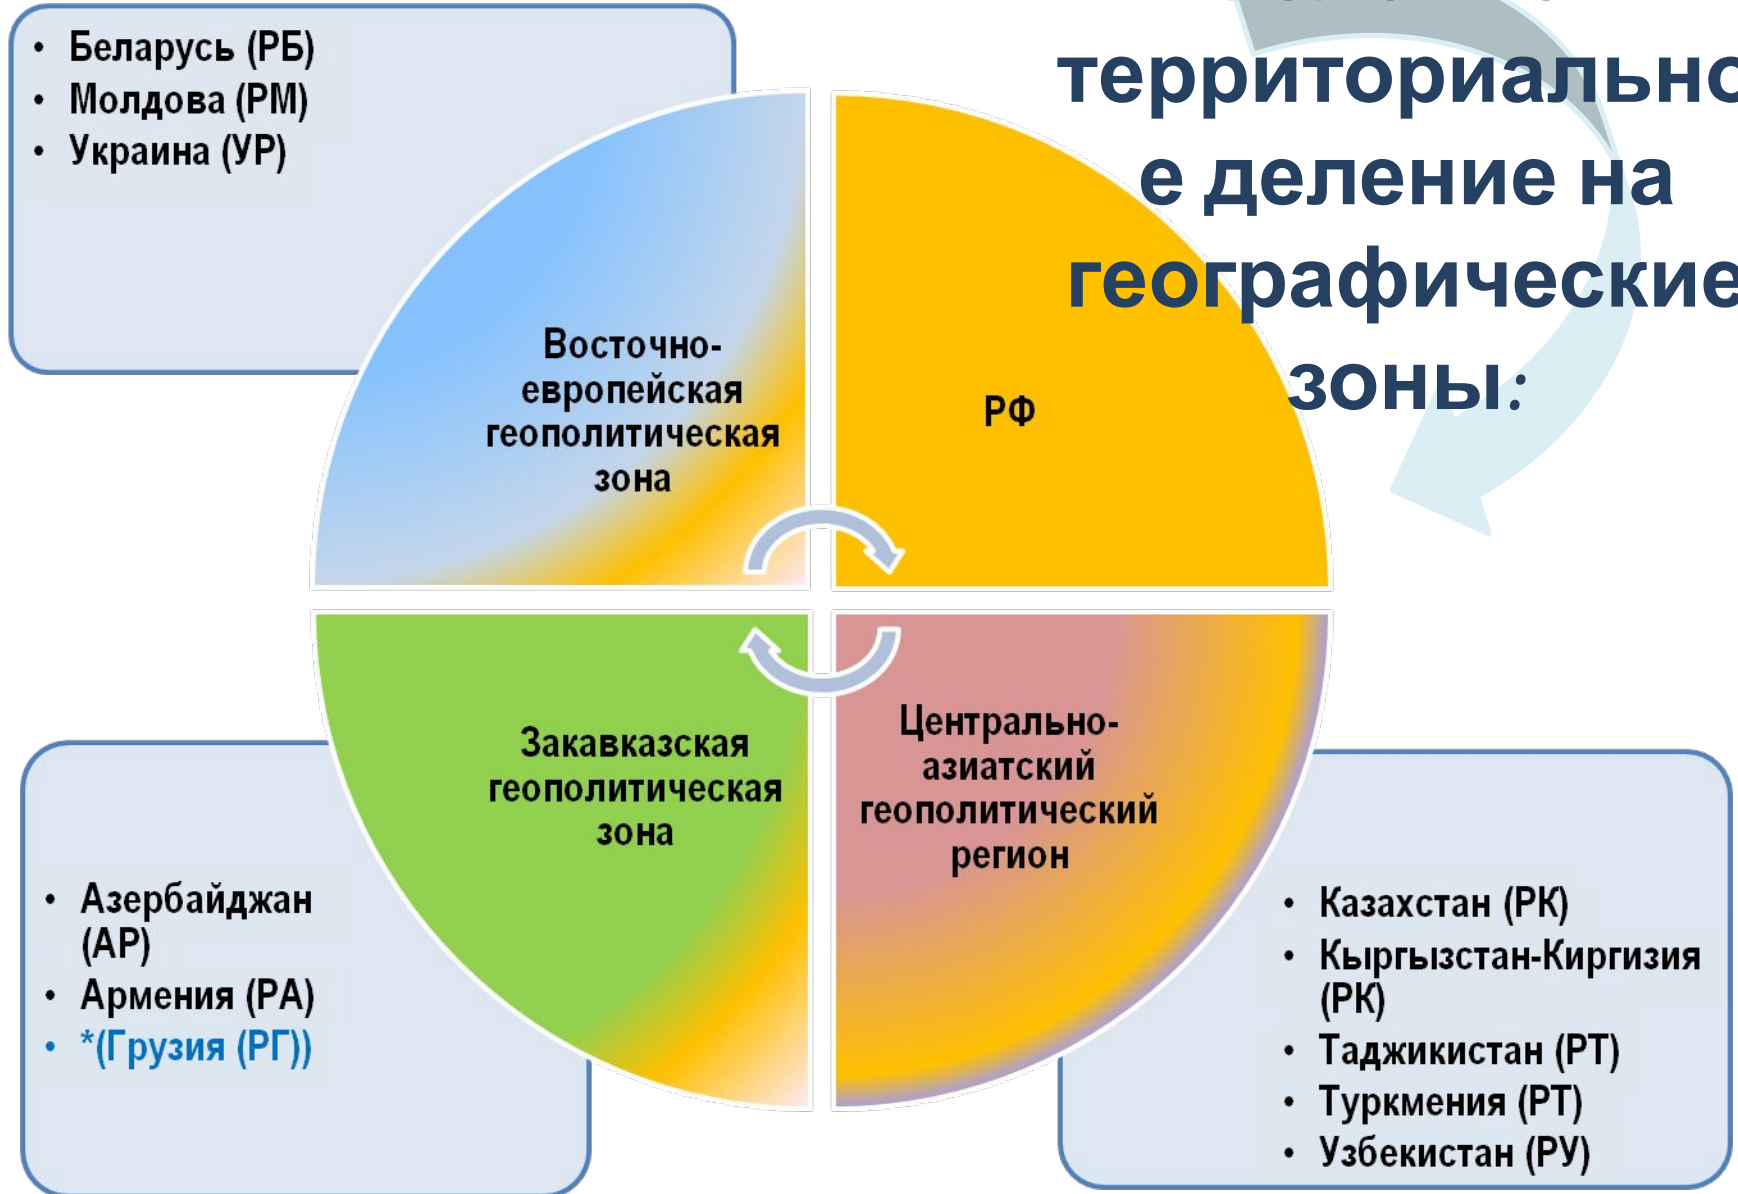 территориально
е деление на
географические
зоны:
• Беларусь (РБ)
• Молдова (РМ)
• Украина (УР)
Восточно-
европейская
геополитическая
зона
РФ
Закавказская
геополитическая
зона
Центрально-
азиатский
геополитический
регион
• Азербайджан
(АР)
• Армения (РА)
• *(Грузия (РГ))
• Казахстан (РК)
• Кыргызстан-Киргизия
(РК)
• Таджикистан (РТ)
• Туркмения (РТ)
• Узбекистан (РУ)